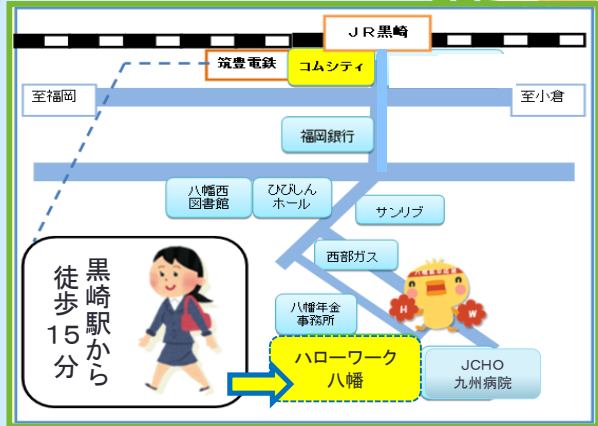 JR黒崎
筑豊電鉄
コムシティ
至福岡
至小倉
福岡銀行
八幡西
図書館
ひびしん
ホール
サンリブ
西部ガス
黒崎駅から
徒歩15分
八幡年金
事務所
H
W
ハローワーク
八幡
JCHO
九州病院